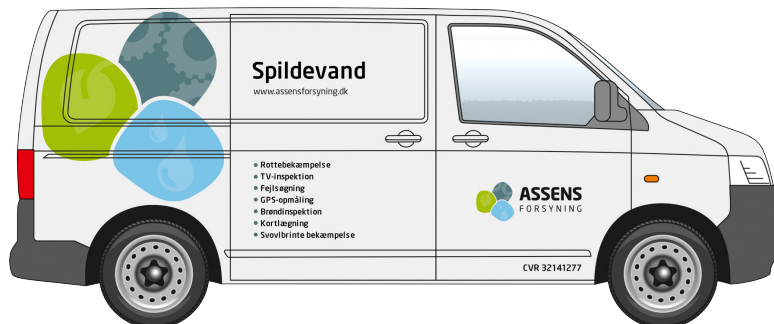 Spildevand
www.assensforsyning.dk
• Rottebekæmpelse
• TV-inspektion
• Fejlsøgning
• GPS-opmåling
• Brøndinspektion
• Kortlægning
• Svovlbrinte bekæmpelse
ASSENS
FORSYNING
CVR 32141277